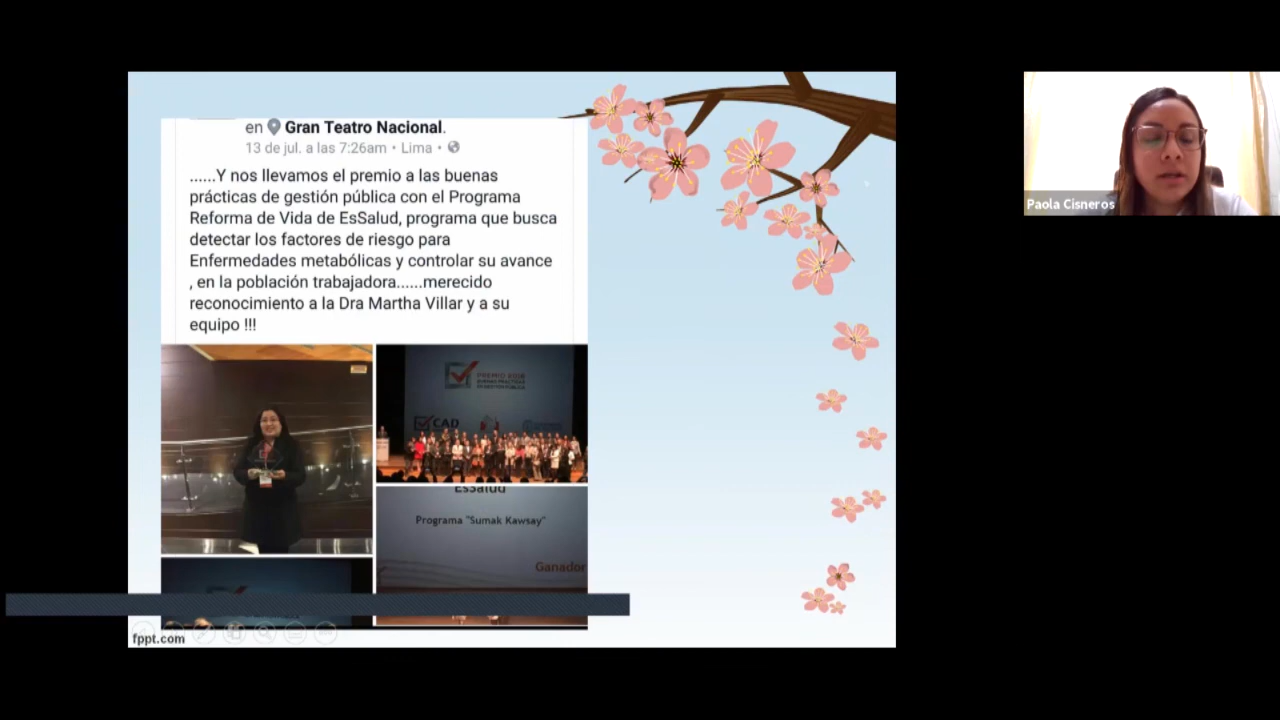 en Gran Teatro Nacional.
13 de jul. a las 7:26am • Lima •
......Y nos llevamos el premio a las buenas
prácticas de gestión pública con el Programa
Reforma de Vida de EsSalud, programa que busca
detectar los factores de riesgo para
Enfermedades metabólicas y controlar su avance
, en la población trabajadora......merecido
reconocimiento a la Dra Martha Villar y a su
equipo !!!
CAD
EsSalud
Programa "Sumak Kawsay"
Ganador
fppt.com
Paola Cisneros